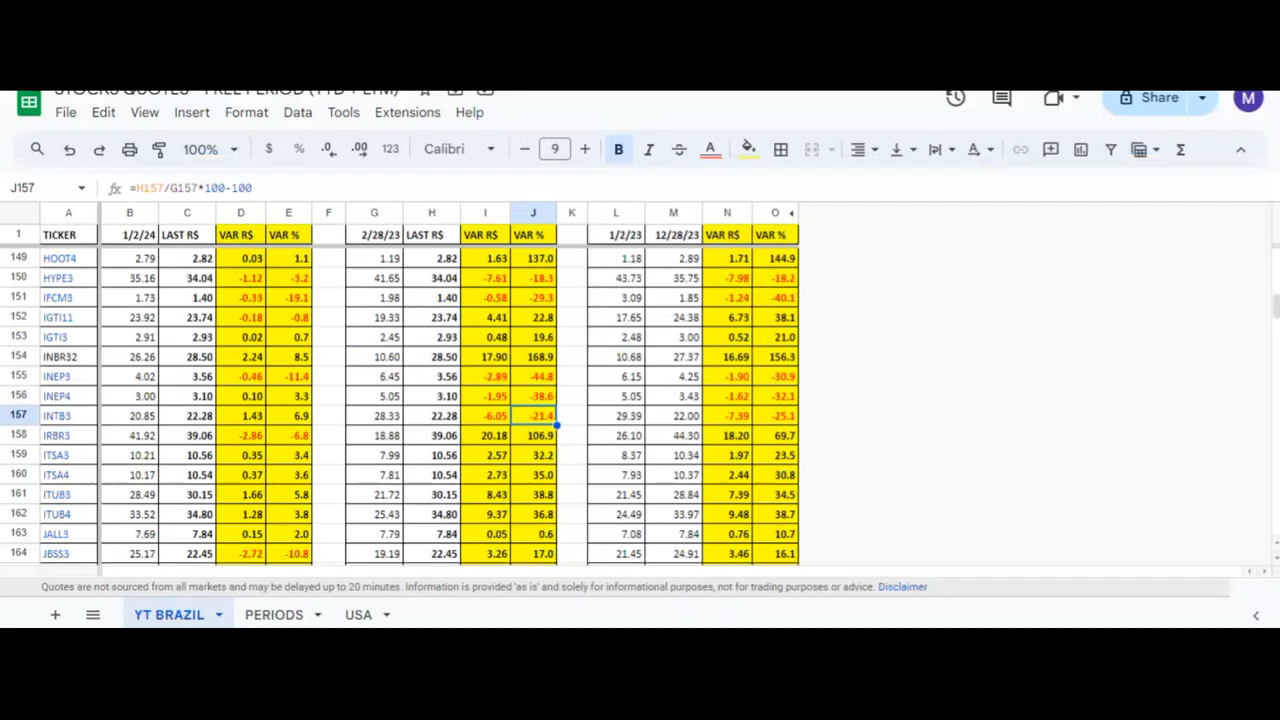 STOCKS QUOTES - FREE PERIOD (YTD + LTM)
File Edit View Insert Format Data Tools Extensions Help
Share M
100% $ % .0 .00 123 Calibri 9 B I A A Σ
J157 fx =H157/G157*100-100
A B C D E F G H I J K L M N O
1 TICKER 1/2/24 LAST R$ VAR R$ VAR % 2/28/23 LAST R$ VAR R$ VAR % 1/2/23 12/28/23 VAR R$ VAR %
149 HOOT4 2.79 2.82 0.03 1.1 1.19 2.82 1.63 137.0 1.18 2.89 1.71 144.9
150 HYPE3 35.16 34.04 -1.12 -3.2 41.65 34.04 -7.61 -18.3 43.73 35.75 -7.98 -18.2
151 IFCM3 1.73 1.40 -0.33 -19.1 1.98 1.40 -0.58 -29.3 3.09 1.85 -1.24 -40.1
152 IGTI11 23.92 23.74 -0.18 -0.8 19.33 23.74 4.41 22.8 17.65 24.38 6.73 38.1
153 IGTI3 2.91 2.93 0.02 0.7 2.45 2.93 0.48 19.6 2.48 3.00 0.52 21.0
154 INBR32 26.26 28.50 2.24 8.5 10.60 28.50 17.90 168.9 10.68 27.37 16.69 156.3
155 INEP3 4.02 3.56 -0.46 -11.4 6.45 3.56 -2.89 -44.8 6.15 4.25 -1.90 -30.9
156 INEP4 3.00 3.10 0.10 3.3 5.05 3.10 -1.95 -38.6 5.05 3.43 -1.62 -32.1
157 INTB3 20.85 22.28 1.43 6.9 28.33 22.28 -6.05 -21.4 29.39 22.00 -7.39 -25.1
158 IRBR3 41.92 39.06 -2.86 -6.8 18.88 39.06 20.18 106.9 26.10 44.30 18.20 69.7
159 ITSA3 10.21 10.56 0.35 3.4 7.99 10.56 2.57 32.2 8.37 10.34 1.97 23.5
160 ITSA4 10.17 10.54 0.37 3.6 7.81 10.54 2.73 35.0 7.93 10.37 2.44 30.8
161 ITUB3 28.49 30.15 1.66 5.8 21.72 30.15 8.43 38.8 21.45 28.84 7.39 34.5
162 ITUB4 33.52 34.80 1.28 3.8 25.43 34.80 9.37 36.8 24.49 33.97 9.48 38.7
163 JALL3 7.69 7.84 0.15 2.0 7.79 7.84 0.05 0.6 7.08 7.84 0.76 10.7
164 JBSS3 25.17 22.45 -2.72 -10.8 19.19 22.45 3.26 17.0 21.45 24.91 3.46 16.1
Quotes are not sourced from all markets and may be delayed up to 20 minutes. Information is provided 'as is' and solely for informational purposes, not for trading purposes or advice. Disclaimer
YT BRAZIL PERIODS USA